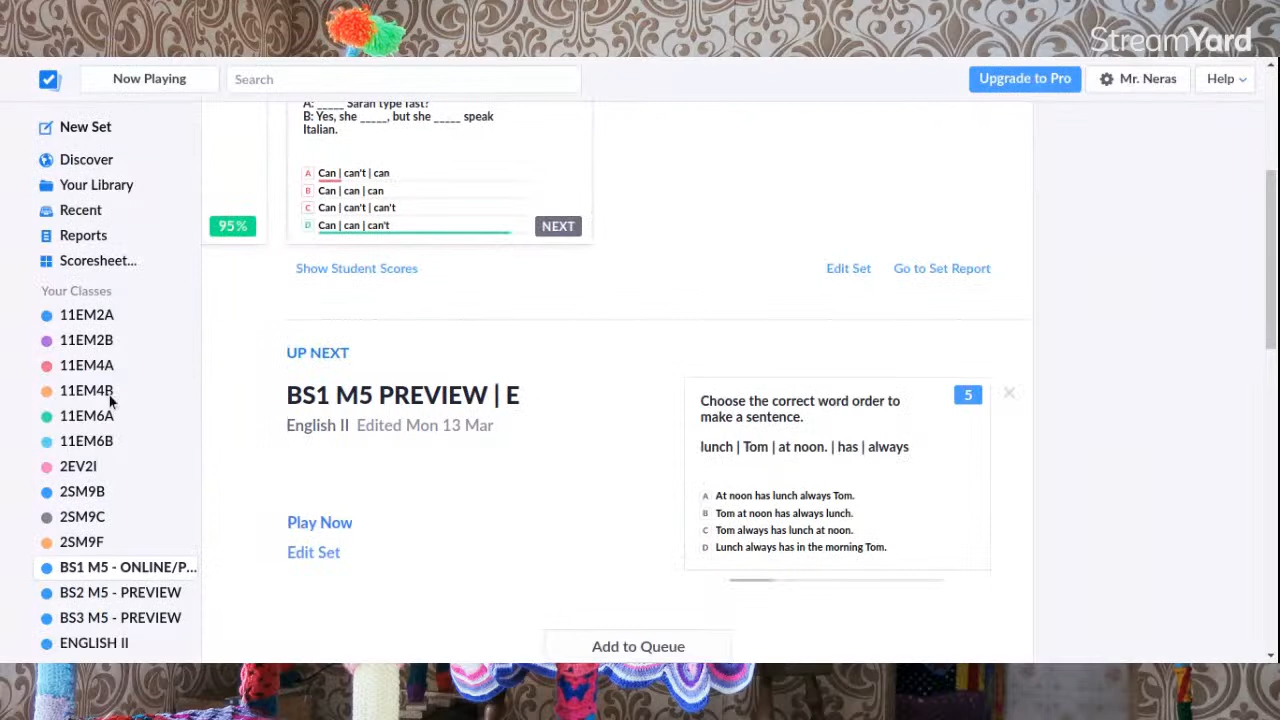 StreamYard
Now Playing
Search
Upgrade to Pro
Mr. Neras
Help
New Set
Discover
Your Library
Recent
Reports
Scoresheet...
Your Classes
11EM2A
11EM2B
11EM4A
11EM4B
11EM6A
11EM6B
2EV2I
2SM9B
2SM9C
2SM9F
BS1 M5 - ONLINE/P...
BS2 M5 - PREVIEW
BS3 M5 - PREVIEW
ENGLISH II
95%
A: _____ Sarah type fast?
B: Yes, she _____, but she _____ speak
Italian.
A Can | can't | can
B Can | can | can
C Can | can't | can't
D Can | can | can't
NEXT
Show Student Scores
Edit Set
Go to Set Report
UP NEXT
BS1 M5 PREVIEW | E
English II Edited Mon 13 Mar
Play Now
Edit Set
Choose the correct word order to
make a sentence.
5
lunch | Tom | at noon. | has | always
A At noon has lunch always Tom.
B Tom at noon has always lunch.
C Tom always has lunch at noon.
D Lunch always has in the morning Tom.
Add to Queue